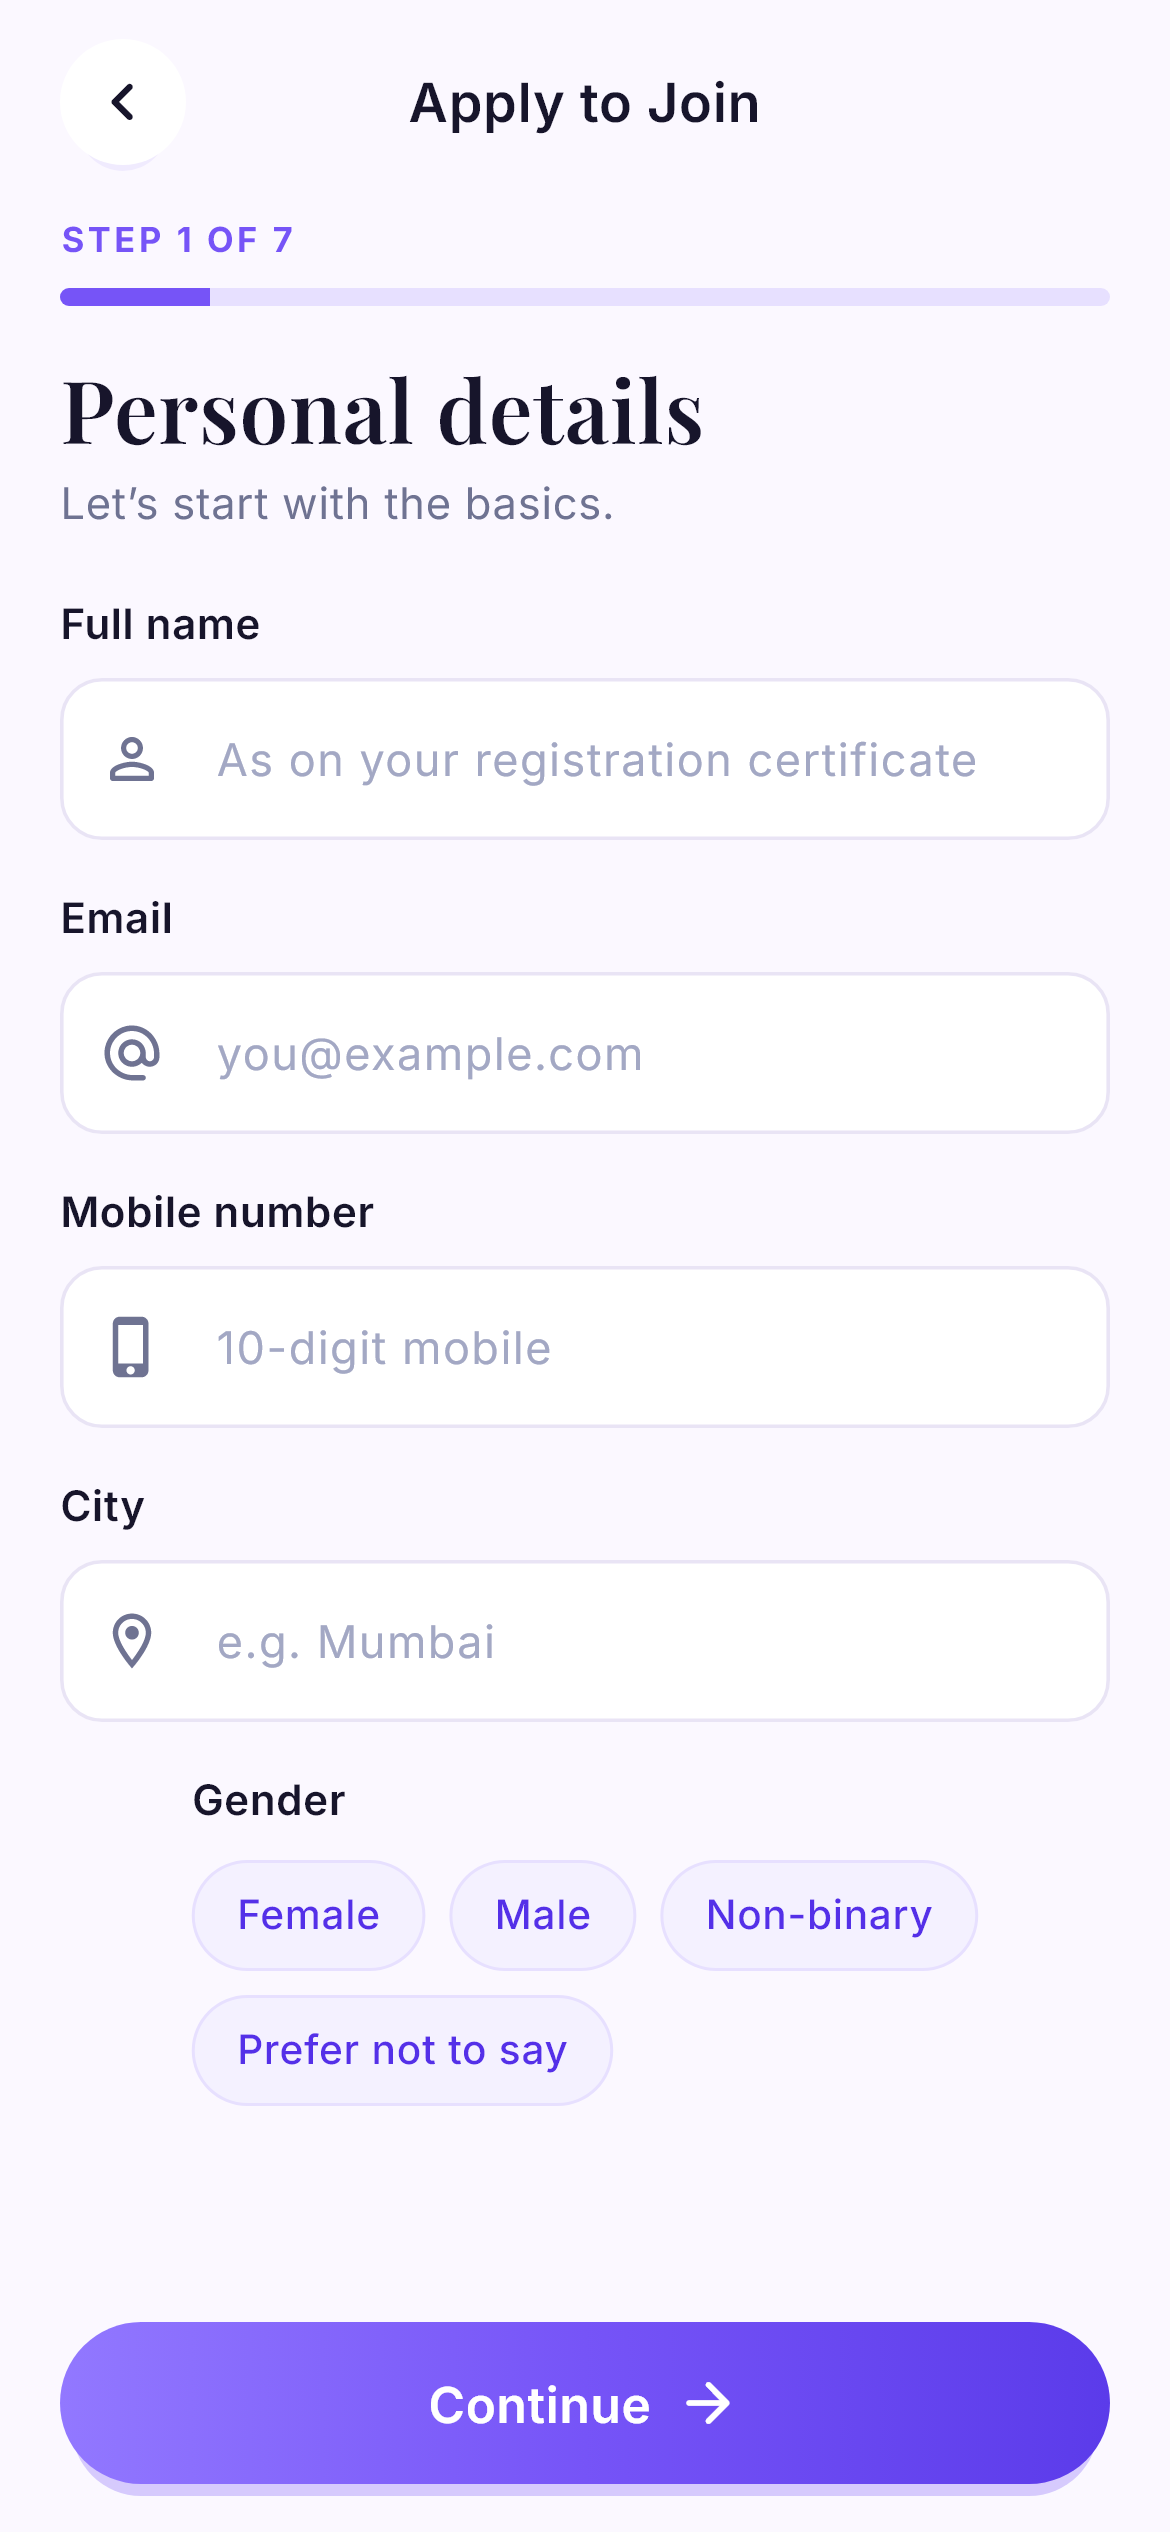 Apply to Join
STEP 1 OF 7
Personal details
Let’s start with the basics.
Full name
As on your registration certificate
Email
you@example.com
Mobile number
10-digit mobile
City
e.g. Mumbai
Gender
Female Male Non-binary
Prefer not to say
Continue